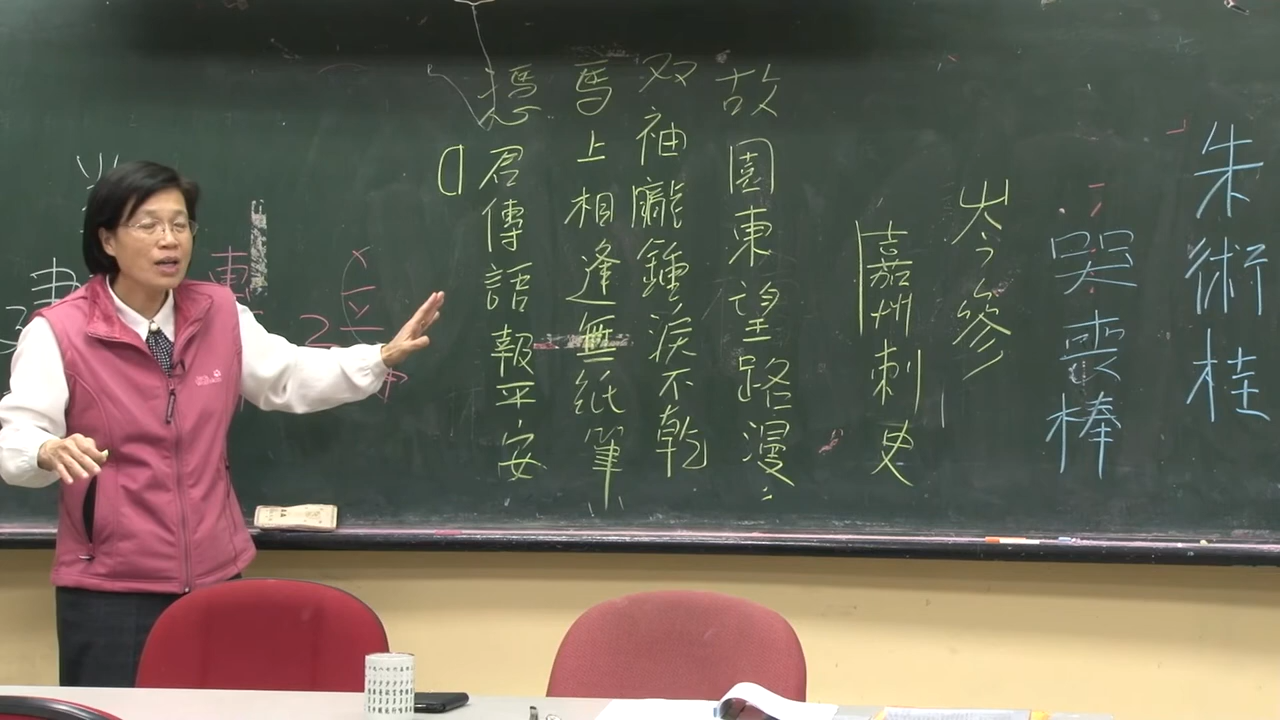 朱術桂
哭喪棒
岑參
嘉州刺史
故園東望路漫〻
双袖龍鍾淚不乾
馬上相逢無紙筆
憑君傳語報平安